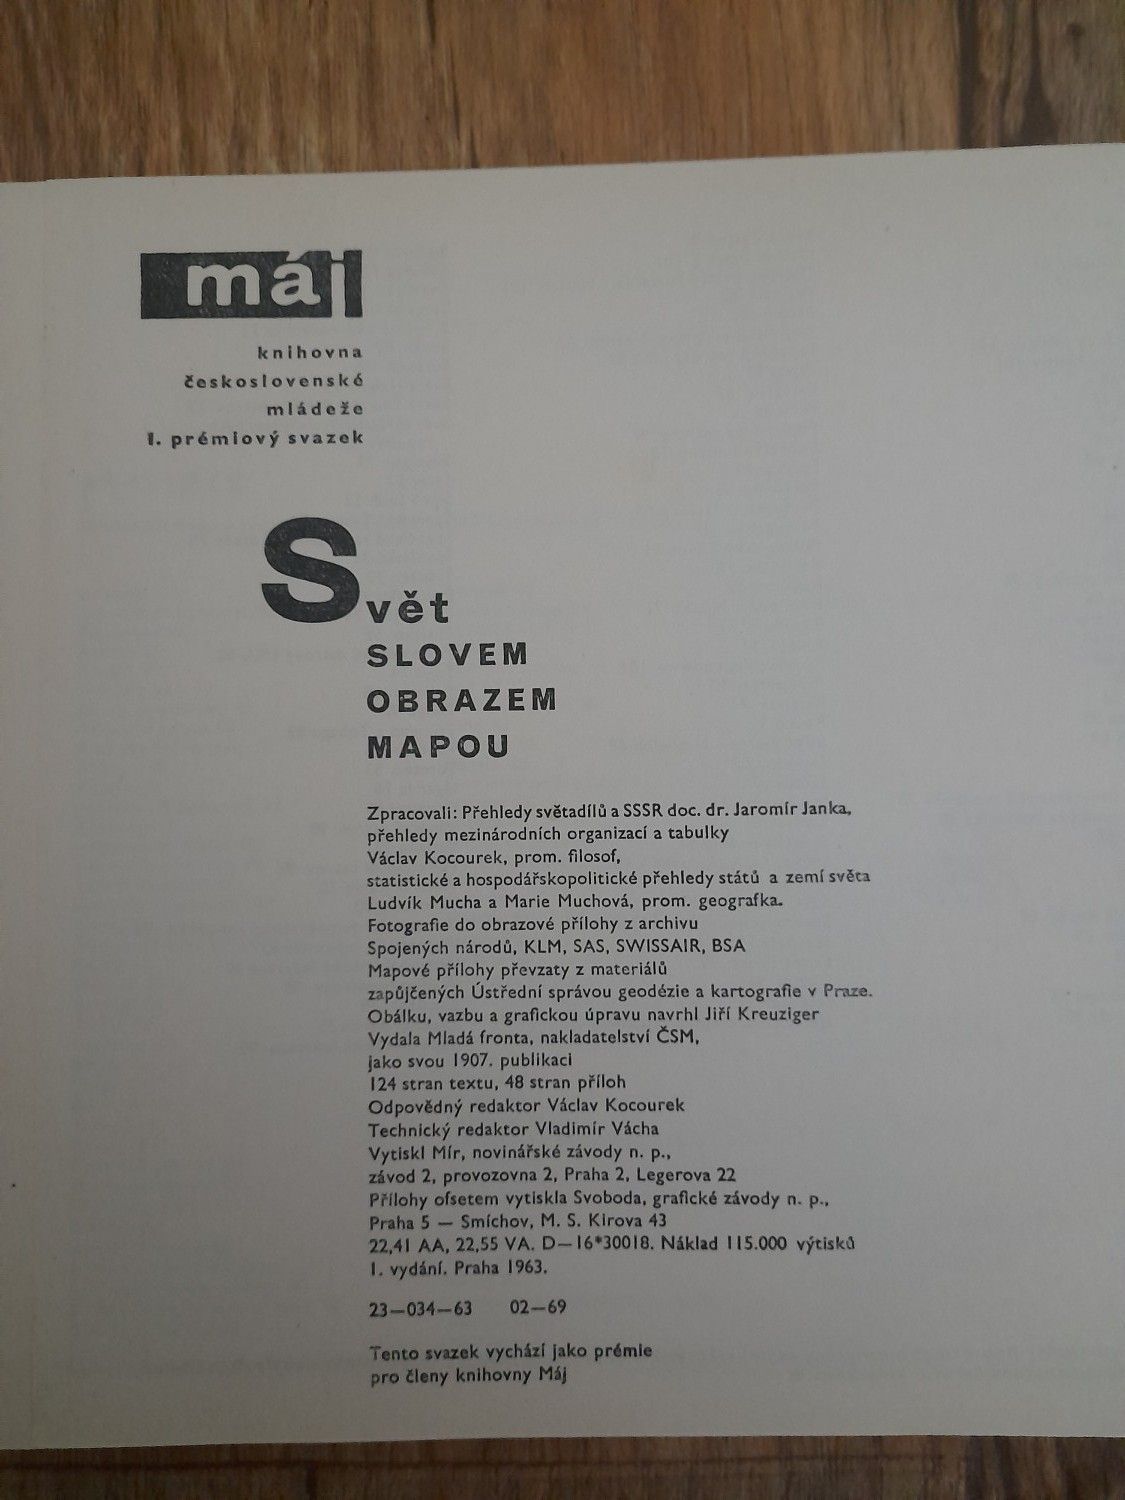 máj
knihovna
československé
mládeže
1. prémiový svazek
Svět
SLOVEM
OBRAZEM
MAPOU
Zpracovali: Přehledy světadílů a SSSR doc. dr. Jaromír Janka,
přehledy mezinárodních organizací a tabulky
Václav Kocourek, prom. filosof,
statistické a hospodářskopolitické přehledy států a zemí světa
Ludvík Mucha a Marie Muchová, prom. geografka.
Fotografie do obrazové přílohy z archivu
Spojených národů, KLM, SAS, SWISSAIR, BSA
Mapové přílohy převzaty z materiálů
zapůjčených Ústřední správou geodézie a kartografie v Praze.
Obálku, vazbu a grafickou úpravu navrhl Jiří Kreuziger
Vydala Mladá fronta, nakladatelství ČSM,
jako svou 1907. publikaci
124 stran textu, 48 stran příloh
Odpovědný redaktor Václav Kocourek
Technický redaktor Vladimír Vácha
Vytiskl Mír, novinářské závody n. p.,
závod 2, provozovna 2, Praha 2, Legerova 22
Přílohy ofsetem vytiskla Svoboda, grafické závody n. p.,
Praha 5 — Smíchov, M. S. Kirova 43
22,41 AA, 22,55 VA. D—16*30018. Náklad 115.000 výtisků
1. vydání. Praha 1963.
23—034—63 02—69
Tento svazek vychází jako prémie
pro členy knihovny Máj